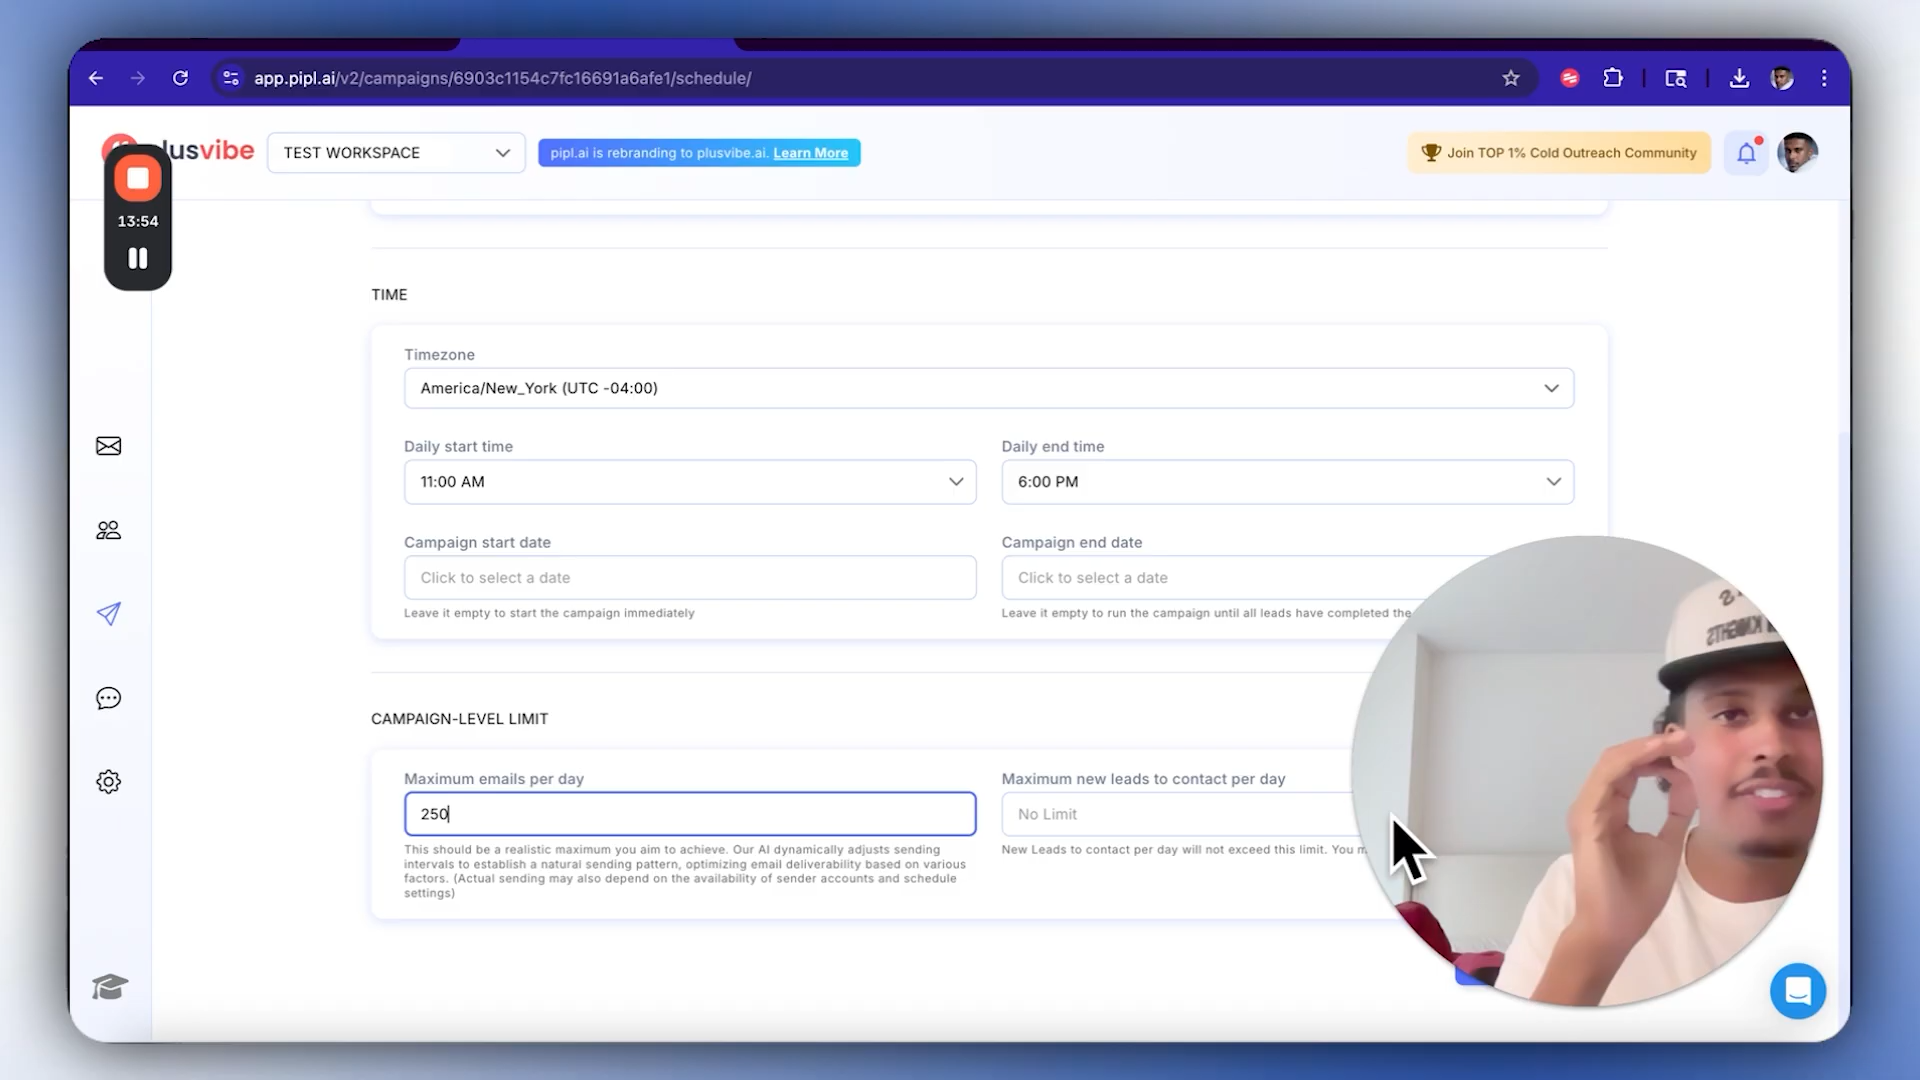 app.pipl.ai/v2/campaigns/6903c1154c7fc16691a6afe1/schedule/
plusvibe
TEST WORKSPACE
pipl.ai is rebranding to plusvibe.ai. Learn More
Join TOP 1% Cold Outreach Community
13:54
TIME
Timezone
America/New_York (UTC -04:00)
Daily start time
Daily end time
11:00 AM
6:00 PM
Campaign start date
Campaign end date
Click to select a date
Click to select a date
Leave it empty to start the campaign immediately
Leave it empty to run the campaign until all leads have completed the
CAMPAIGN-LEVEL LIMIT
Maximum emails per day
Maximum new leads to contact per day
250
No Limit
This should be a realistic maximum you aim to achieve. Our AI dynamically adjusts sending
intervals to establish a natural sending pattern, optimizing email deliverability based on various
factors. (Actual sending may also depend on the availability of sender accounts and schedule
settings)
New Leads to contact per day will not exceed this limit. You